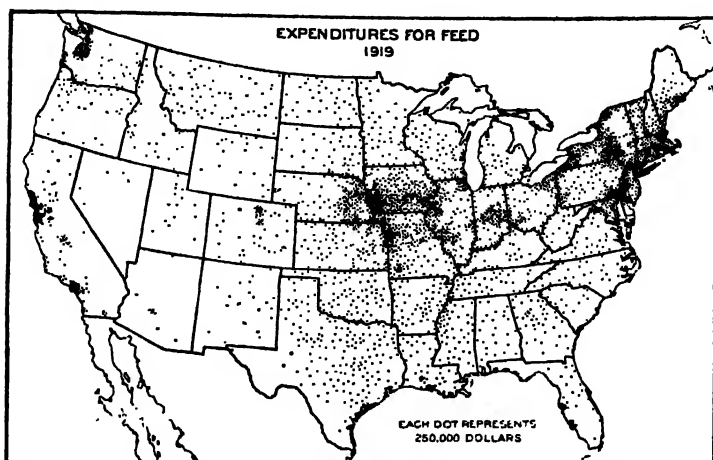 EXPENDITURES FOR FEED
1919
EACH DOT REPRESENTS
250,000 DOLLARS